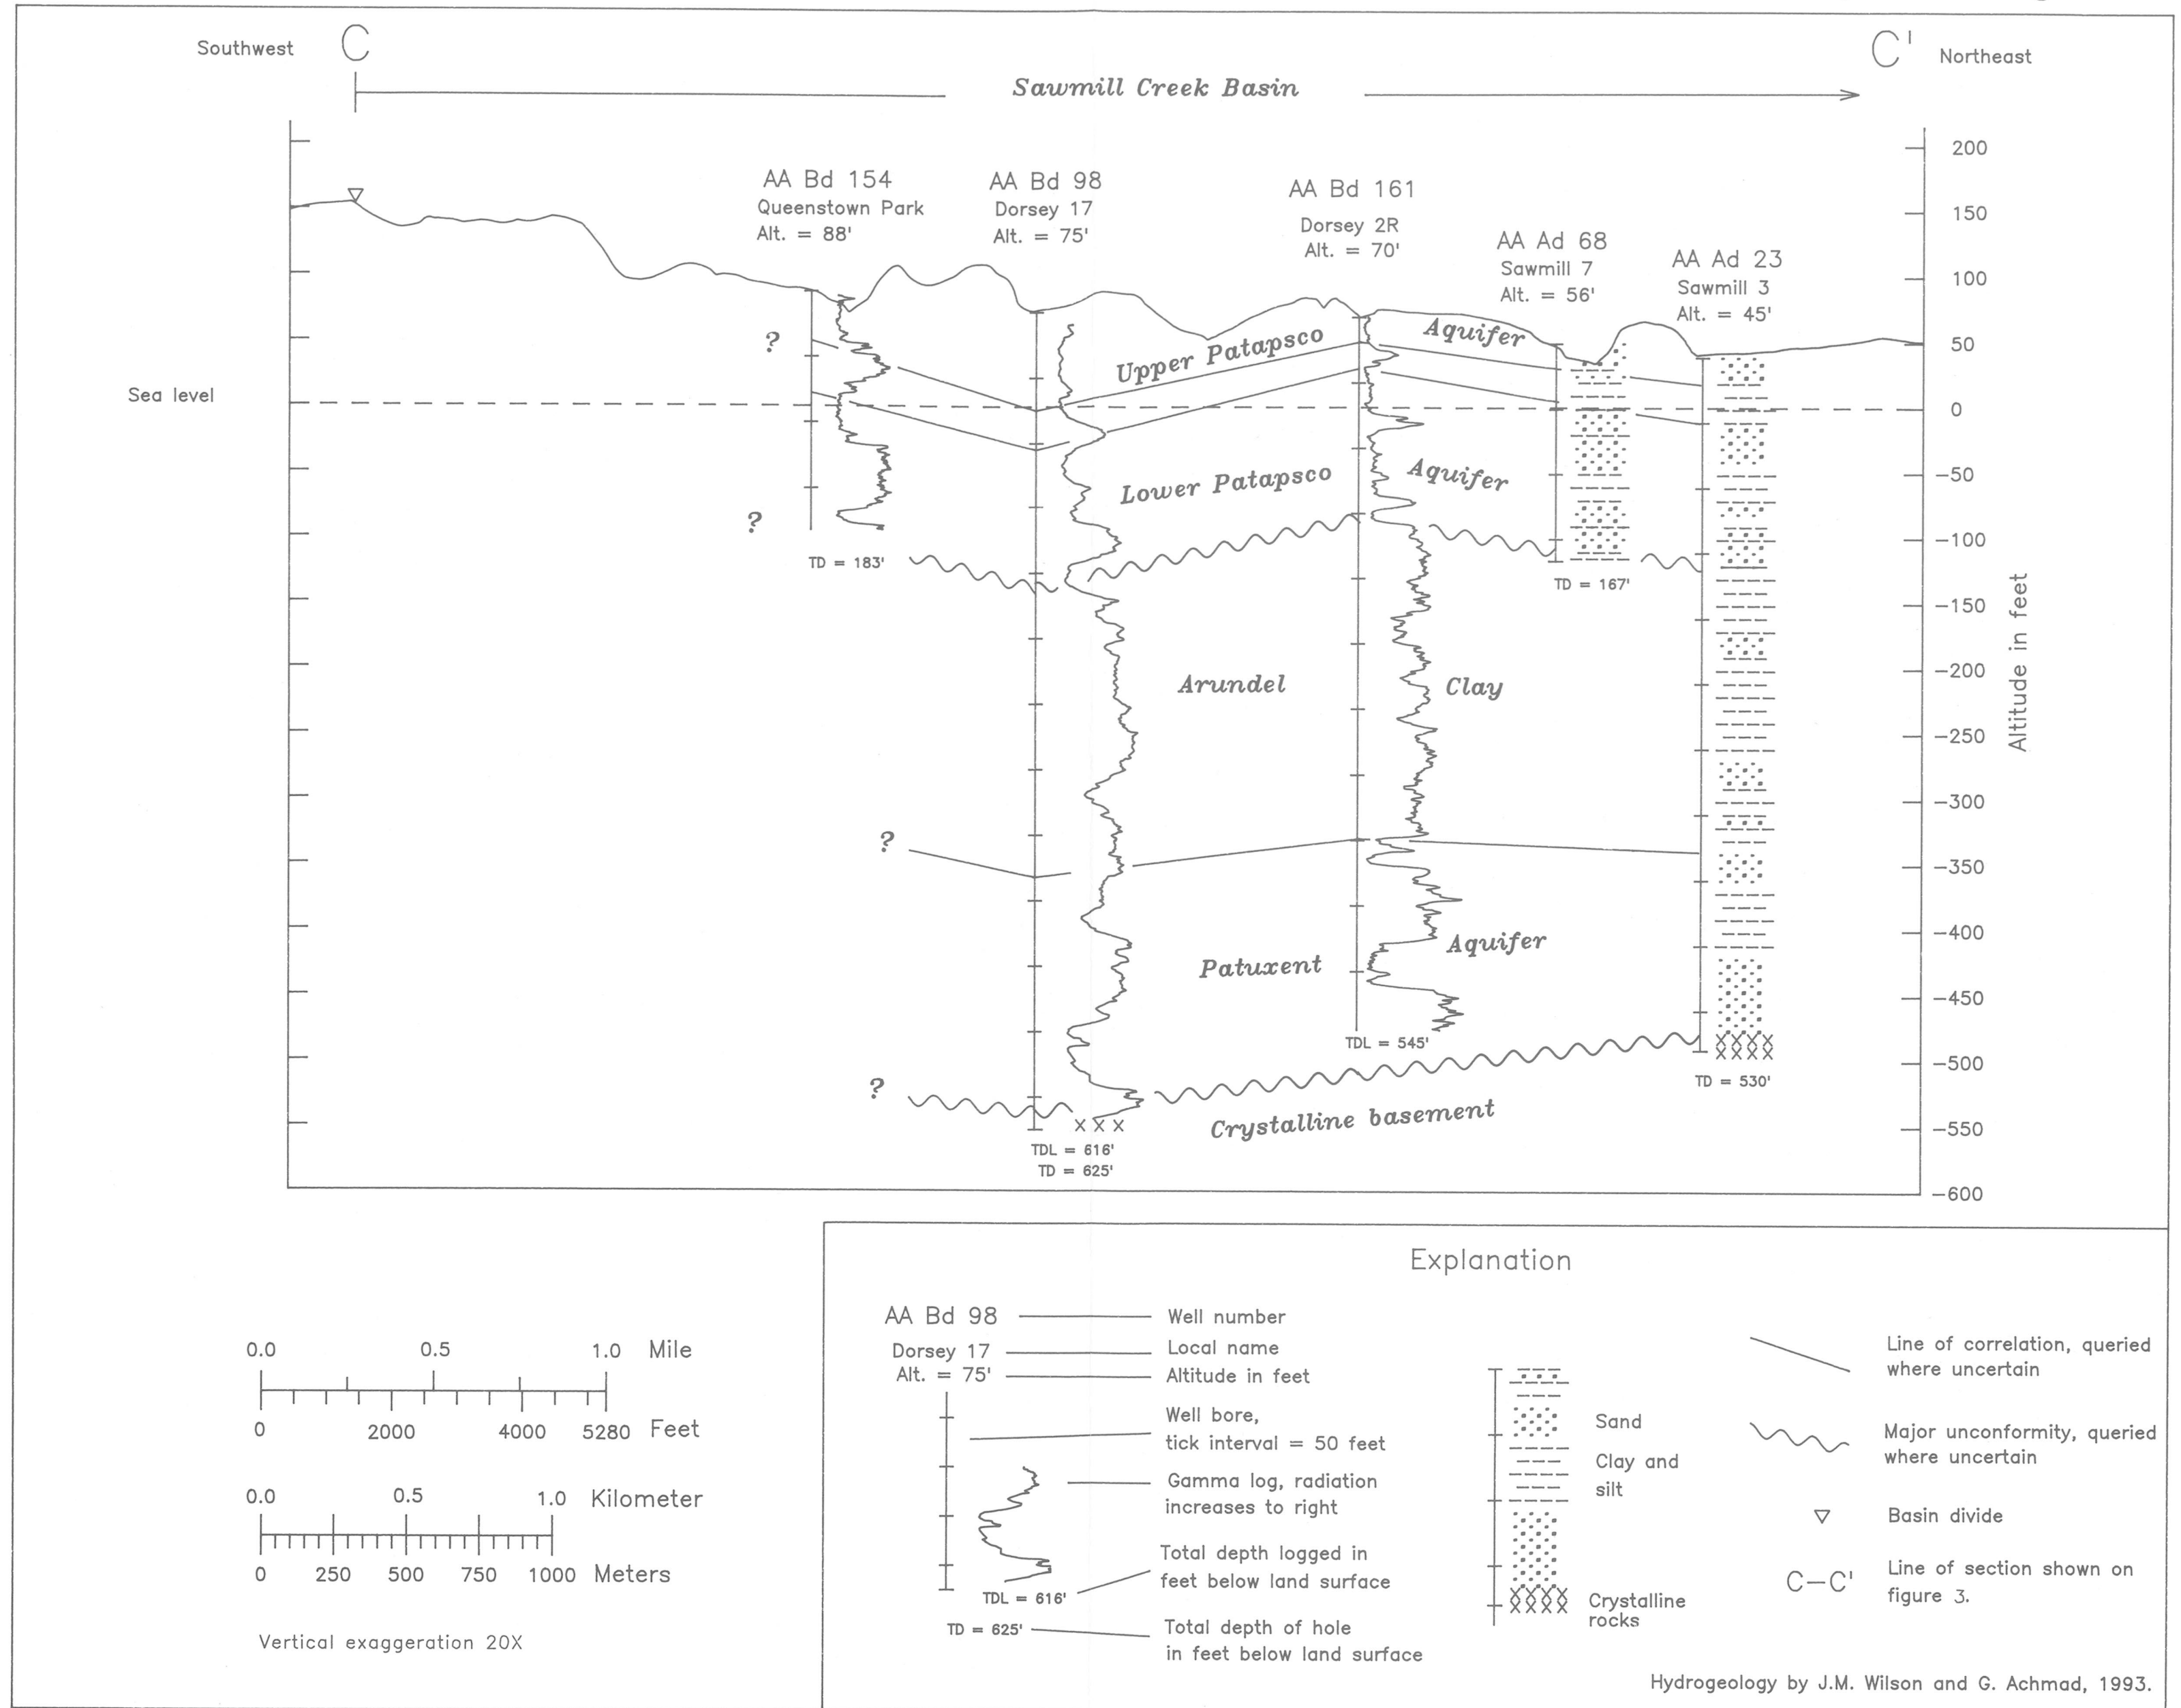 Southwest C
C' Northeast
Sawmill Creek Basin
AA Bd 154
Queenstown Park
Alt. = 88'
AA Bd 98
Dorsey 17
Alt. = 75'
AA Bd 161
Dorsey 2R
Alt. = 70'
AA Ad 68
Sawmill 7
Alt. = 56'
AA Ad 23
Sawmill 3
Alt. = 45'
200
150
100
50
0
-50
-100
-150
-200
-250
-300
-350
-400
-450
-500
-550
-600
Altitude in feet
Sea level
?
?
?
?
Upper Patapsco Aquifer
Lower Patapsco Aquifer
Arundel Clay
Patuxent Aquifer
Crystalline basement
TD = 183'
TD = 167'
TDL = 545'
TD = 530'
TDL = 616'
TD = 625'
0.0 0.5 1.0 Mile
0 2000 4000 5280 Feet
0.0 0.5 1.0 Kilometer
0 250 500 750 1000 Meters
Vertical exaggeration 20X
Explanation
AA Bd 98 Well number
Dorsey 17 Local name
Alt. = 75' Altitude in feet
Well bore,
tick interval = 50 feet
Gamma log, radiation
increases to right
Total depth logged in
feet below land surface
TDL = 616'
TD = 625' Total depth of hole
in feet below land surface
Sand
Clay and
silt
Crystalline
rocks
Line of correlation, queried
where uncertain
Major unconformity, queried
where uncertain
Basin divide
C-C' Line of section shown on
figure 3.
Hydrogeology by J.M. Wilson and G. Achmad, 1993.